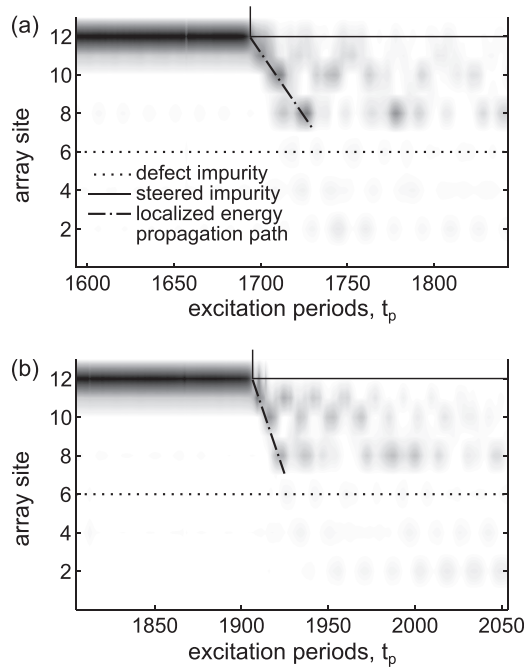 (a)
12
10
8
6
4
2
array site
defect impurity
steered impurity
localized energy
propagation path
1600 1650 1700 1750 1800
excitation periods, tp
(b)
12
10
8
6
4
2
array site
1850 1900 1950 2000 2050
excitation periods, tp